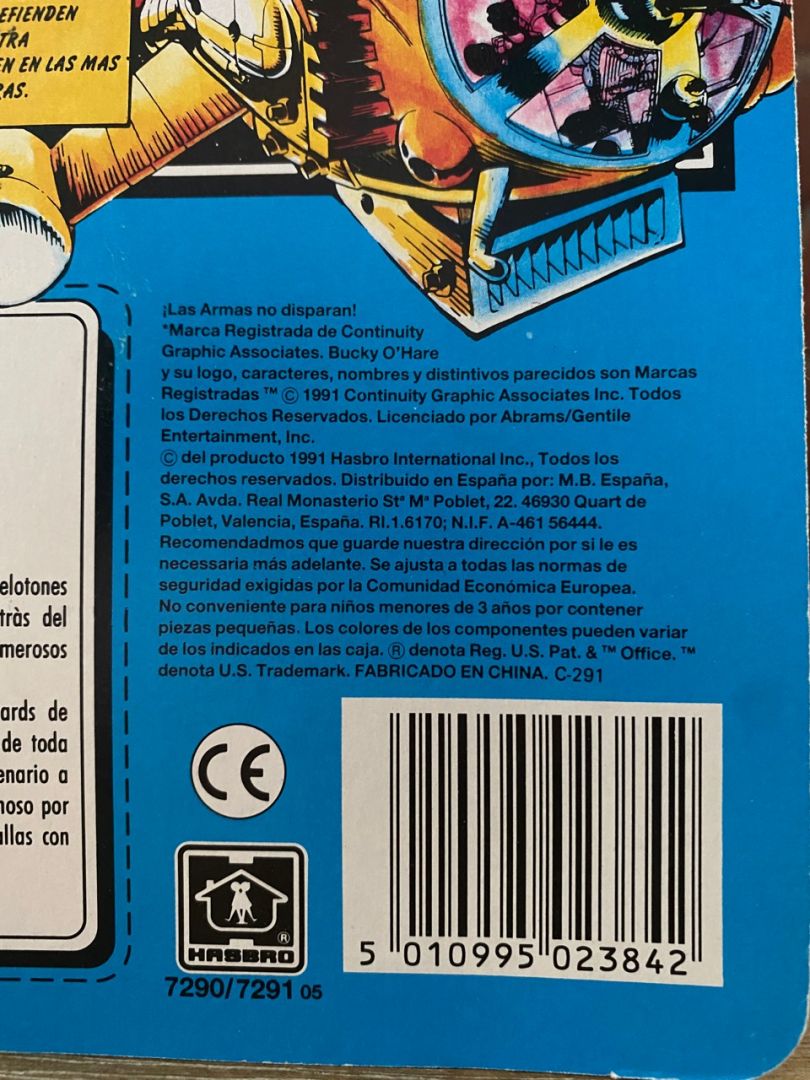 EFIENDEN
TRA
EN EN LAS MAS
RAS.
¡Las Armas no disparan!
*Marca Registrada de Continuity
Graphic Associates. Bucky O'Hare
y su logo, caracteres, nombres y distintivos parecidos son Marcas
Registradas ™ © 1991 Continuity Graphic Associates Inc. Todos
los Derechos Reservados. Licenciado por Abrams/Gentile
Entertainment, Inc.
© del producto 1991 Hasbro International Inc., Todos los
derechos reservados. Distribuido en España por: M.B. España,
S.A. Avda. Real Monasterio Stª Mª Poblet, 22. 46930 Quart de
Poblet, Valencia, España. RI.1.6170; N.I.F. A-461 56444.
Recomendadmos que guarde nuestra dirección por si le es
necesaria más adelante. Se ajusta a todas las normas de
seguridad exigidas por la Comunidad Económica Europea.
No conveniente para niños menores de 3 años por contener
piezas pequeñas. Los colores de los componentes pueden variar
de los indicados en las caja. ® denota Reg. U.S. Pat. & ™ Office. ™
denota U.S. Trademark. FABRICADO EN CHINA. C-291
elotones
tràs del
merosos
ards de
de toda
enario a
noso por
allas con
CE
HASBRO ®
7290/7291 05
5 010995 023842